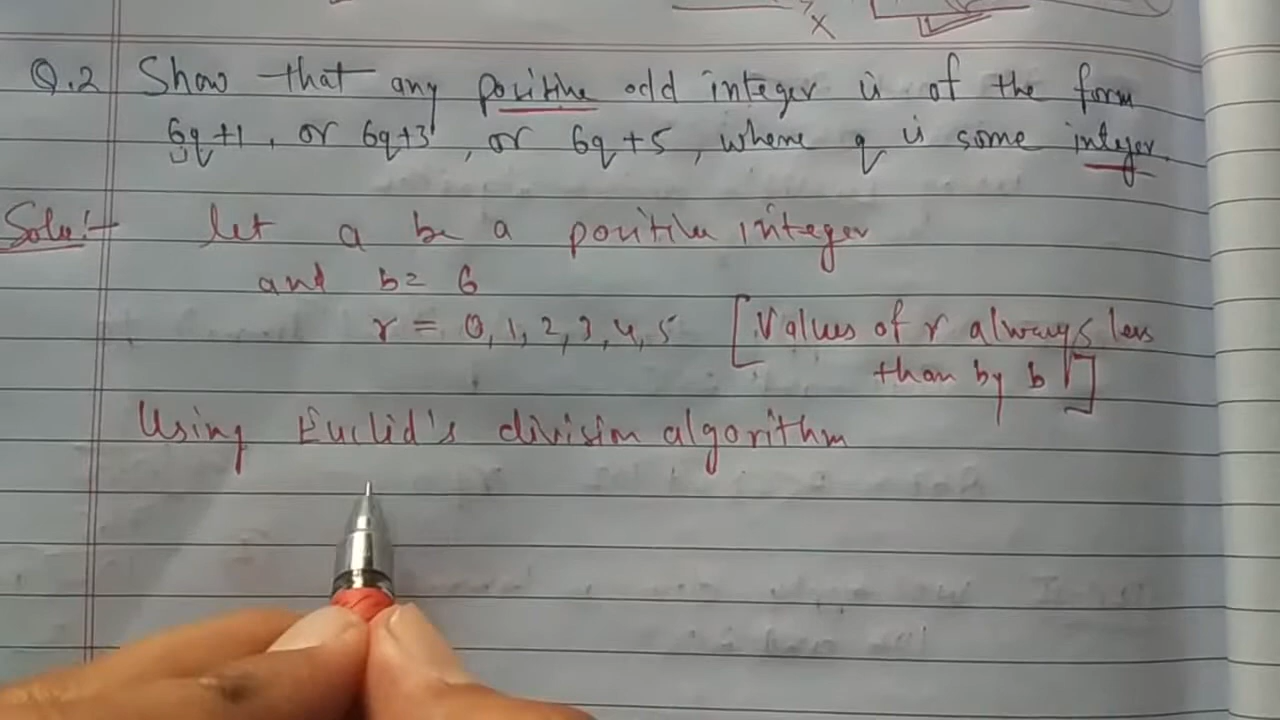 Q.2 Show that any positive odd integer is of the form
6q+1, or 6q+3, or 6q+5, where q is some integer.
Solu:- let a be a positive integer
and b= 6
r = 0,1,2,3,4,5 [Values of r always less
than by b]
Using Euclid's division algorithm